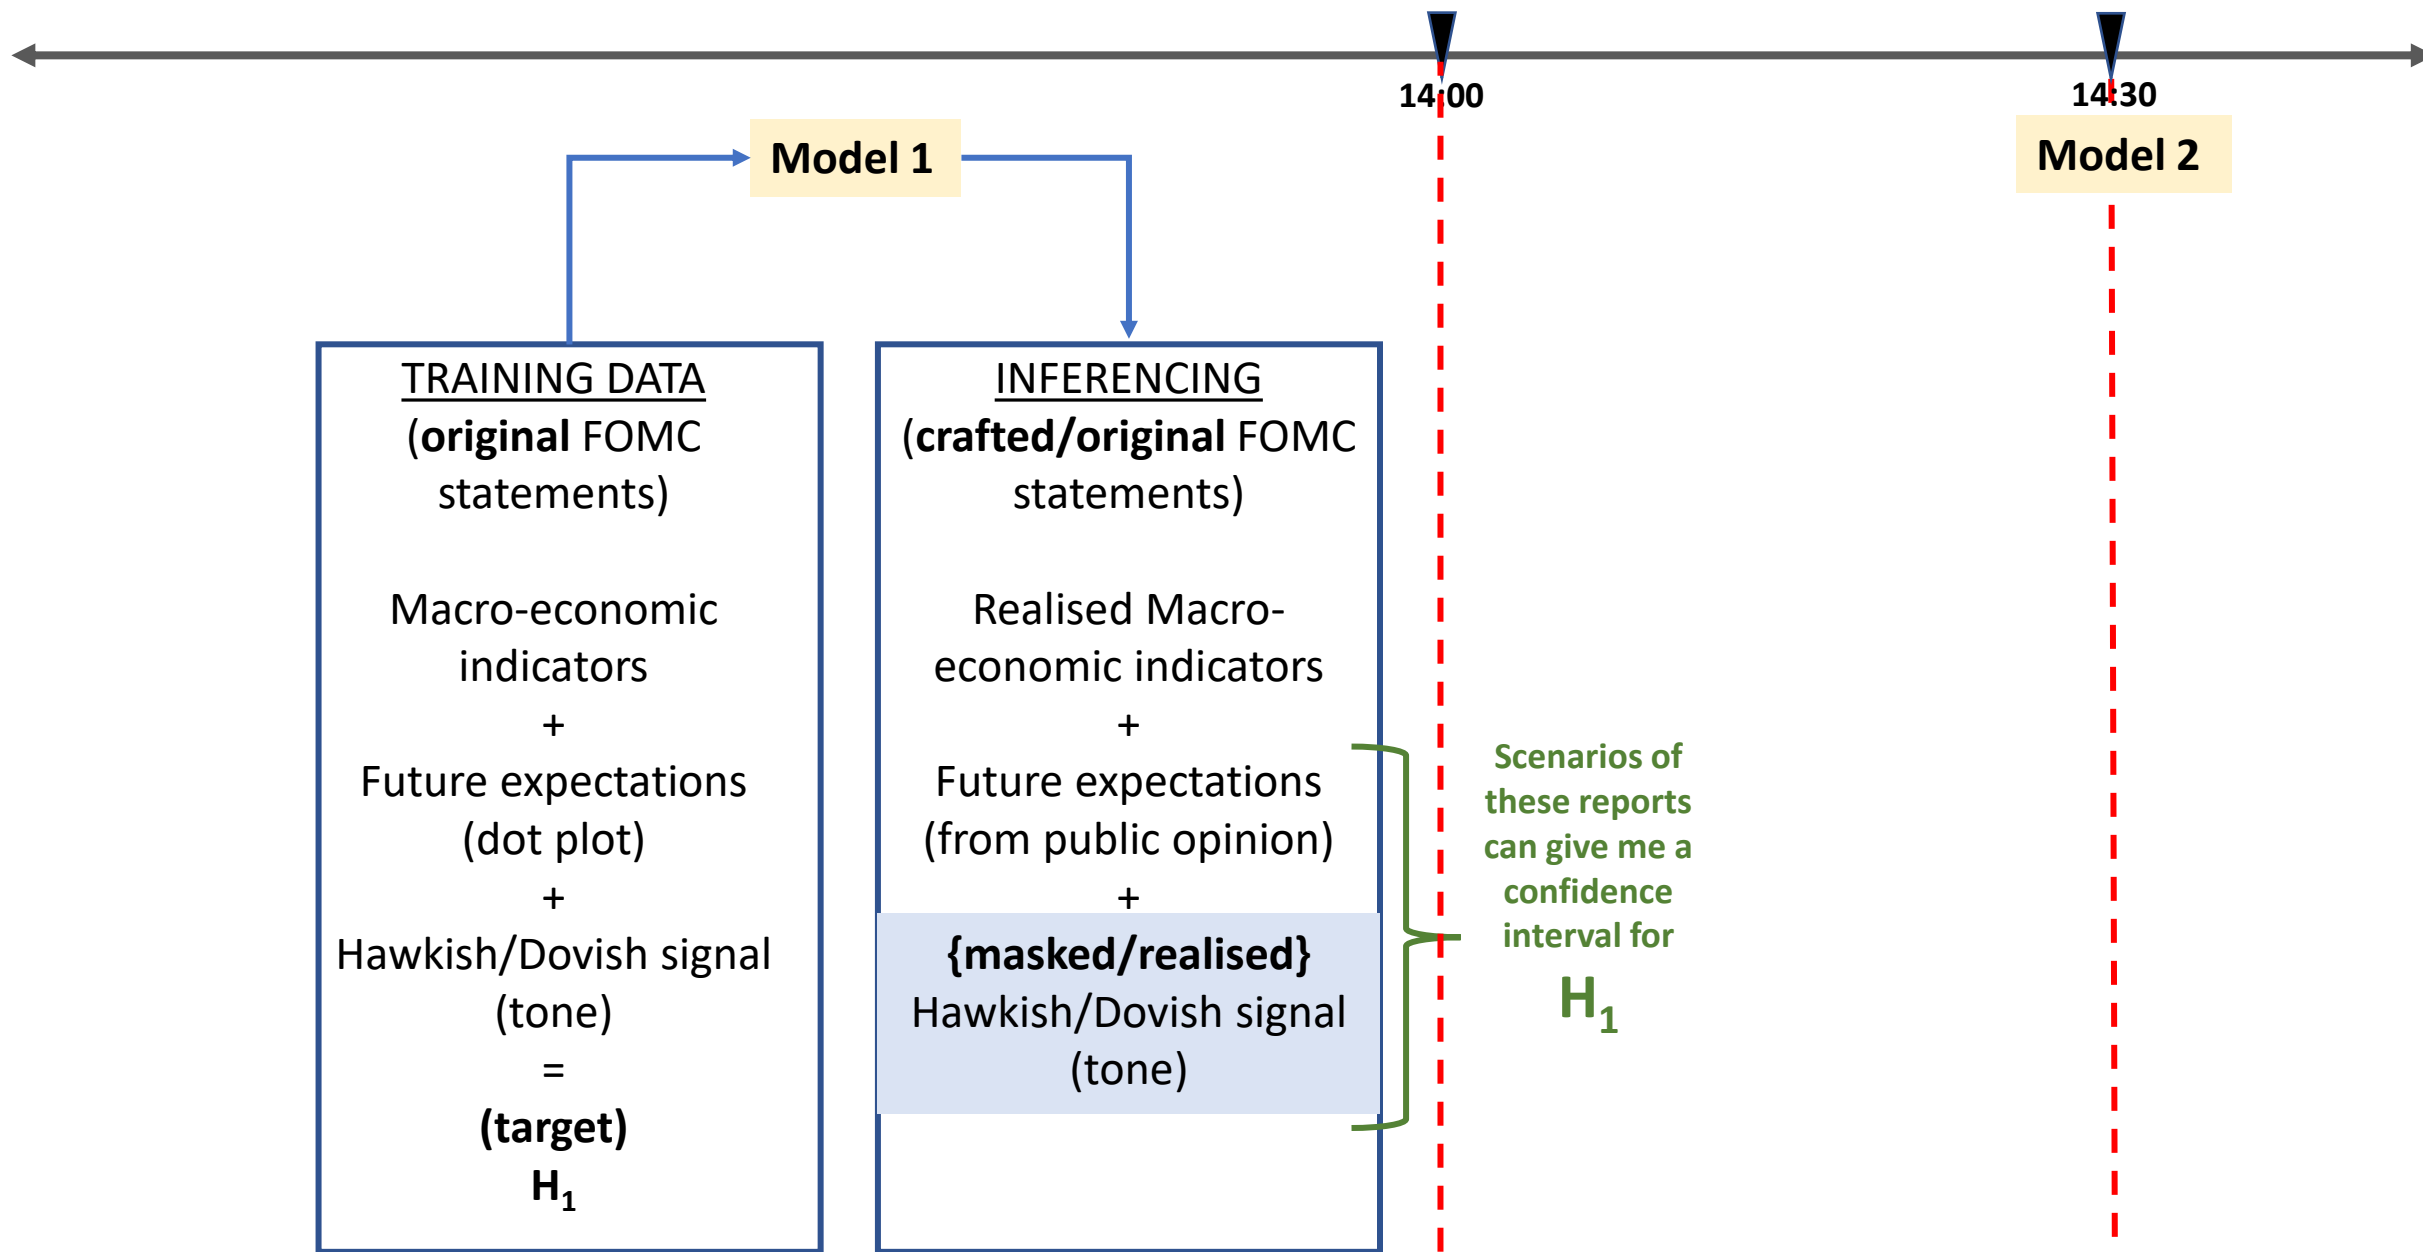 14:00
14:30
Model 1
Model 2
TRAINING DATA
(original FOMC
statements)
Macro-economic
indicators
+
Future expectations
(dot plot)
+
Hawkish/Dovish signal
(tone)
=
(target)
H₁
INFERENCING
(crafted/original FOMC
statements)
Realised Macro-
economic indicators
+
Future expectations
(from public opinion)
+
{masked/realised}
Hawkish/Dovish signal
(tone)
Scenarios of
these reports
can give me a
confidence
interval for
H₁